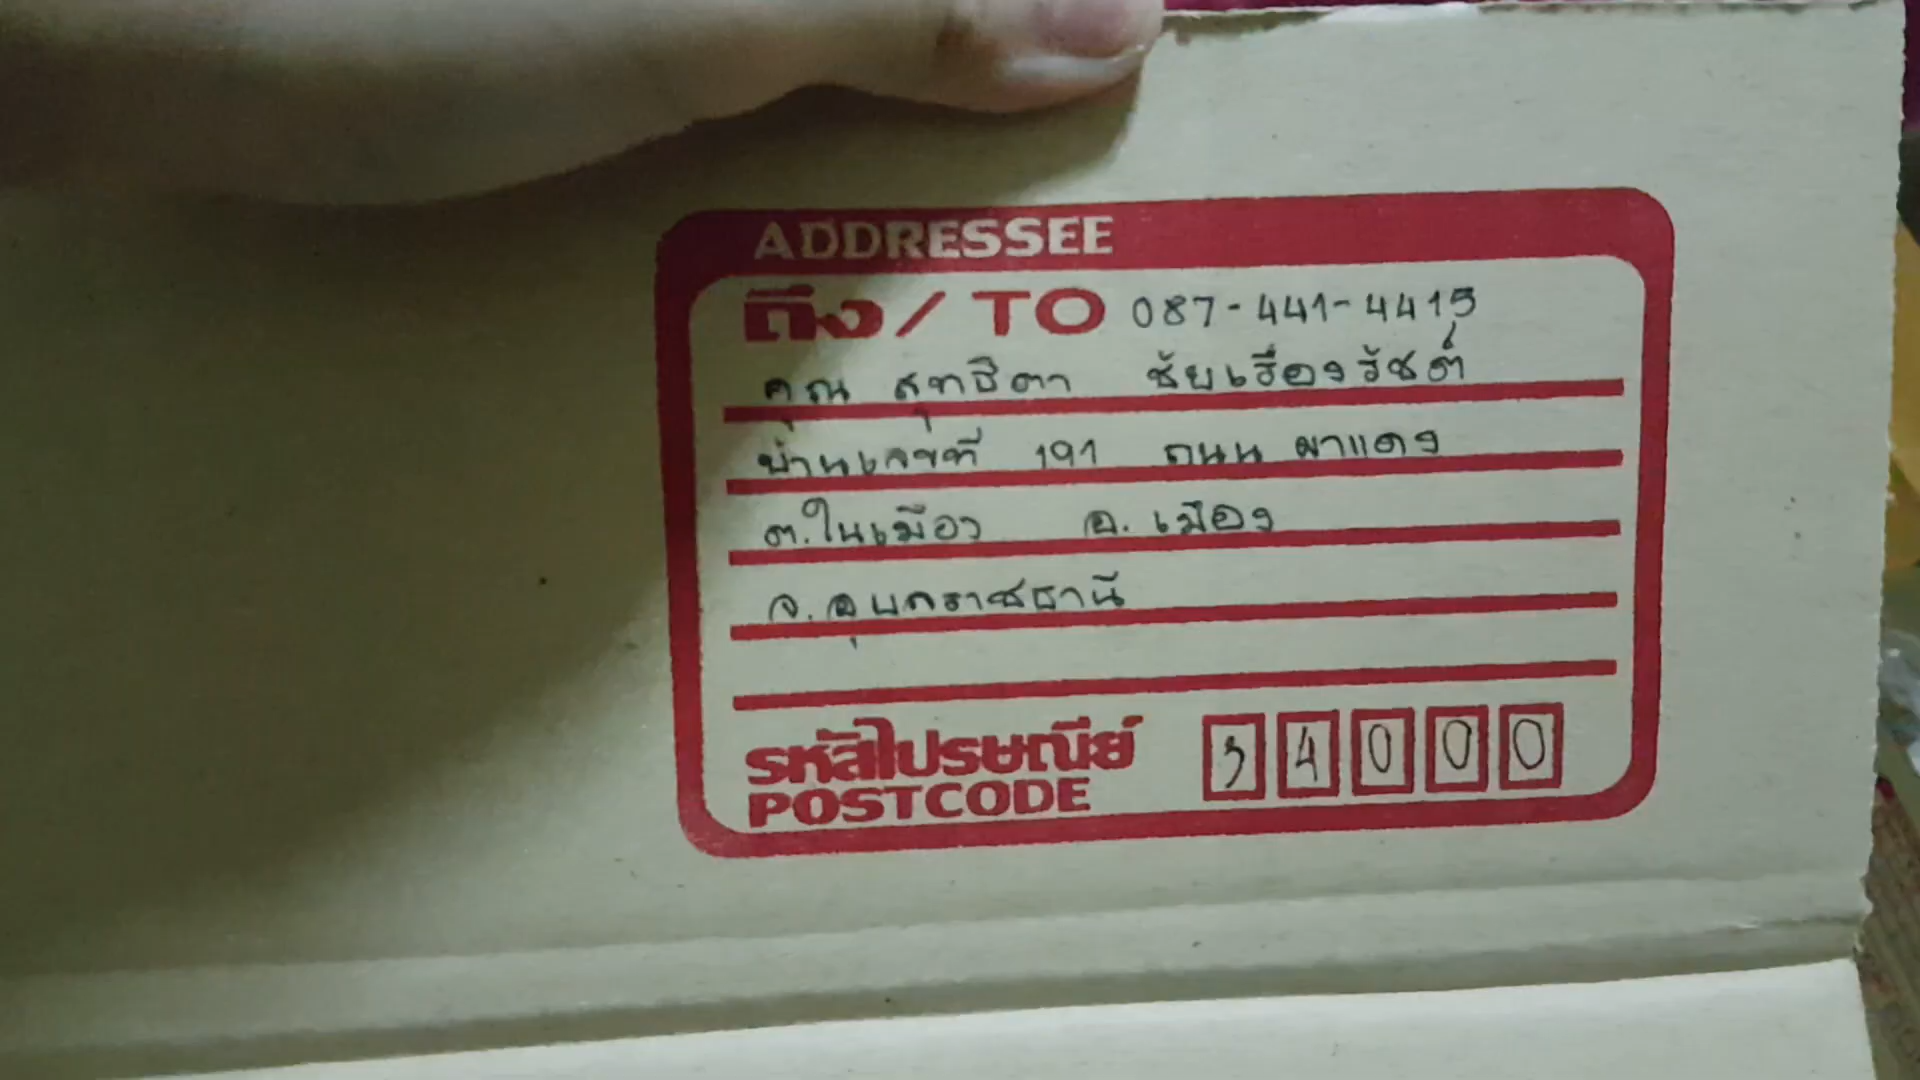 ADDRESSEE
ถึง / TO 087-441-4415
คุณ สุทธิดา ชัยเรืองรัชต์
บ้านเลขที่ 191 ถนน ผาแดง
ต.ในเมือง อ. เมือง
จ.อุบลราชธานี
รหัสไปรษณีย์ 34000
POSTCODE